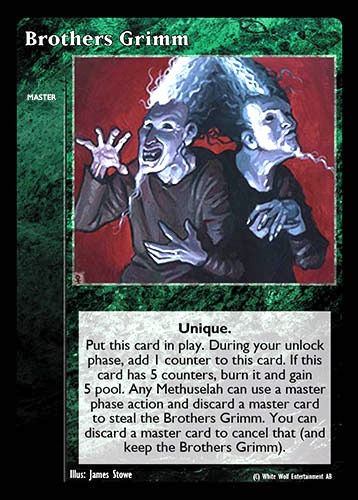 Brothers Grimm
MASTER
Unique.
Put this card in play. During your unlock
phase, add 1 counter to this card. If this
card has 5 counters, burn it and gain
5 pool. Any Methuselah can use a master
phase action and discard a master card
to steal the Brothers Grimm. You can
discard a master card to cancel that (and
keep the Brothers Grimm).
Illus: James Stowe
(C) White Wolf Entertainment AB